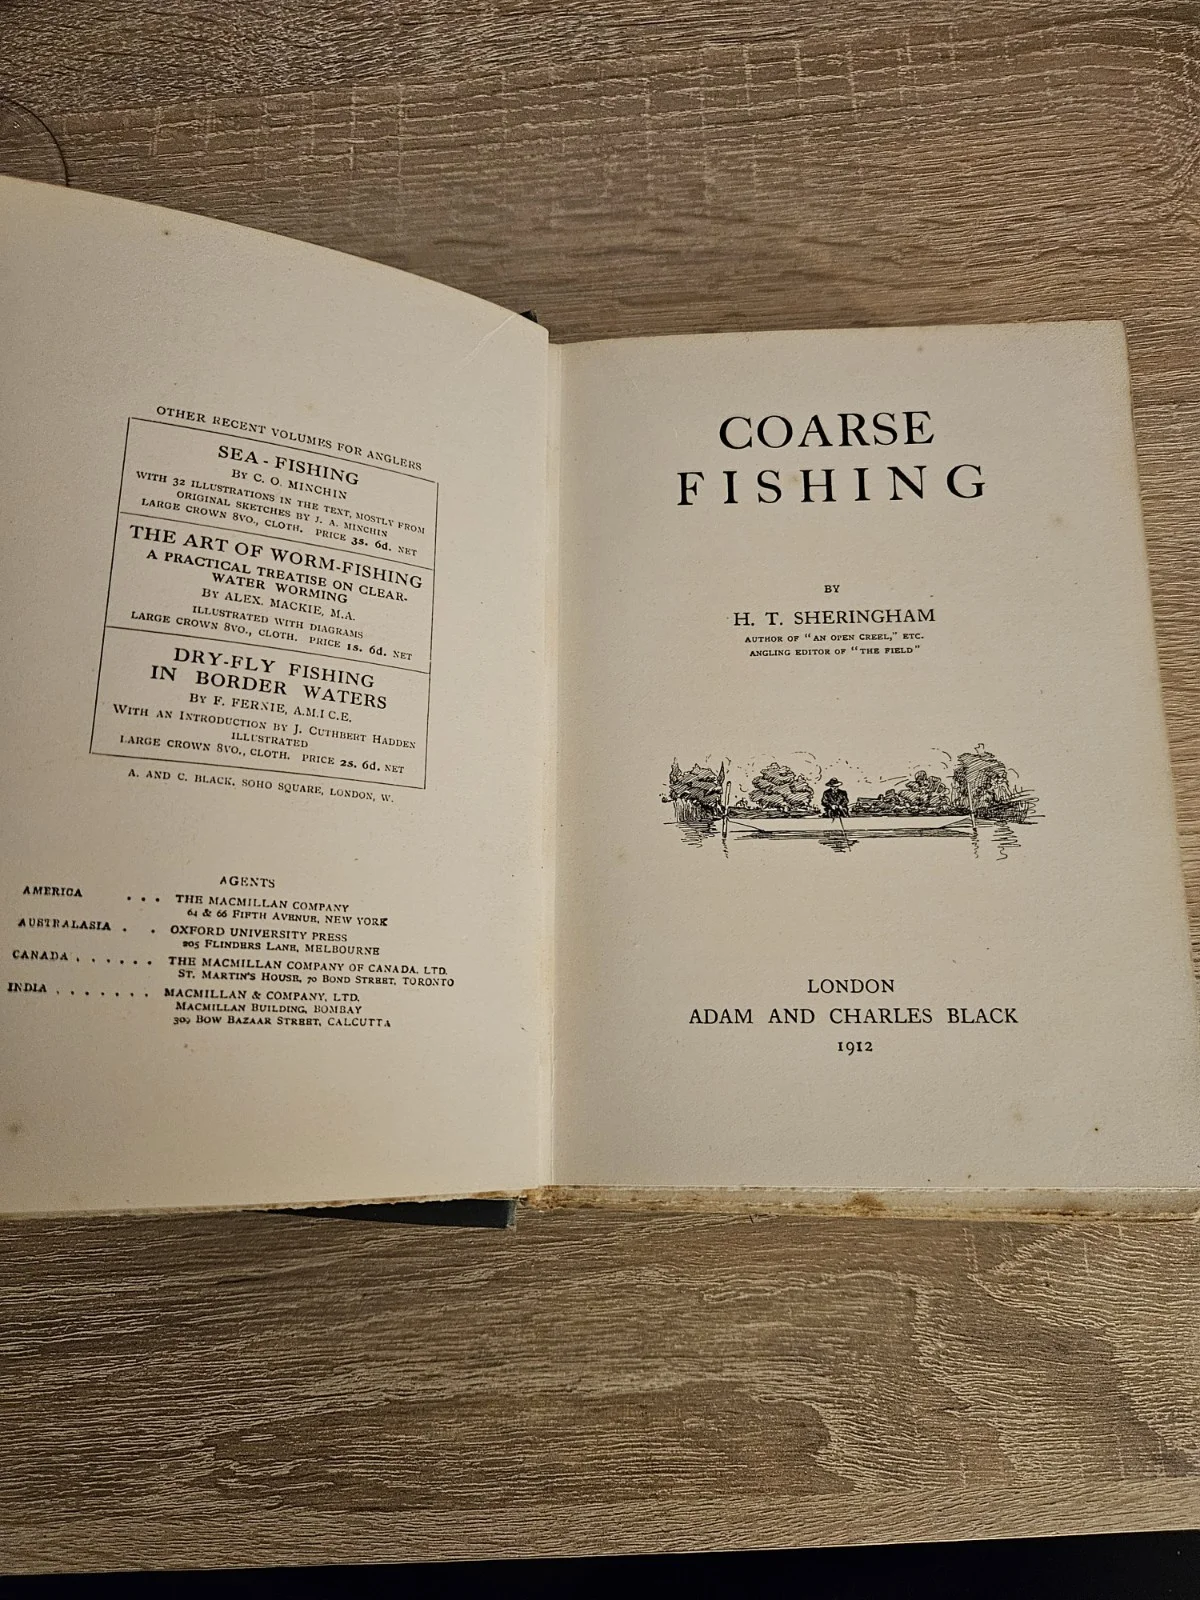 OTHER RECENT VOLUMES FOR ANGLERS
SEA-FISHING
BY C. O. MINCHIN
WITH 32 ILLUSTRATIONS IN THE TEXT, MOSTLY FROM
ORIGINAL SKETCHES BY J. A. MINCHIN
LARGE CROWN 8VO., CLOTH. PRICE 3s. 6d. NET
THE ART OF WORM-FISHING
A PRACTICAL TREATISE ON CLEAR-
WATER WORMING
BY ALEX. MACKIE, M.A.
ILLUSTRATED WITH DIAGRAMS
LARGE CROWN 8VO., CLOTH. PRICE 1s. 6d. NET
DRY-FLY FISHING
IN BORDER WATERS
BY F. FERNIE, A.M.I C.E.
WITH AN INTRODUCTION BY J. CUTHBERT HADDEN
ILLUSTRATED
LARGE CROWN 8VO., CLOTH. PRICE 2s. 6d. NET
A. AND C. BLACK, SOHO SQUARE, LONDON, W.
AGENTS
AMERICA . . . THE MACMILLAN COMPANY
64 & 66 FIFTH AVENUE, NEW YORK
AUSTRALASIA . . OXFORD UNIVERSITY PRESS
205 FLINDERS LANE, MELBOURNE
CANADA . . . . . . THE MACMILLAN COMPANY OF CANADA, LTD.
ST. MARTIN'S HOUSE, 70 BOND STREET, TORONTO
INDIA . . . . . . . MACMILLAN & COMPANY, LTD.
MACMILLAN BUILDING, BOMBAY
309 BOW BAZAAR STREET, CALCUTTA
COARSE
FISHING
BY
H. T. SHERINGHAM
AUTHOR OF "AN OPEN CREEL," ETC.
ANGLING EDITOR OF "THE FIELD"
LONDON
ADAM AND CHARLES BLACK
1912